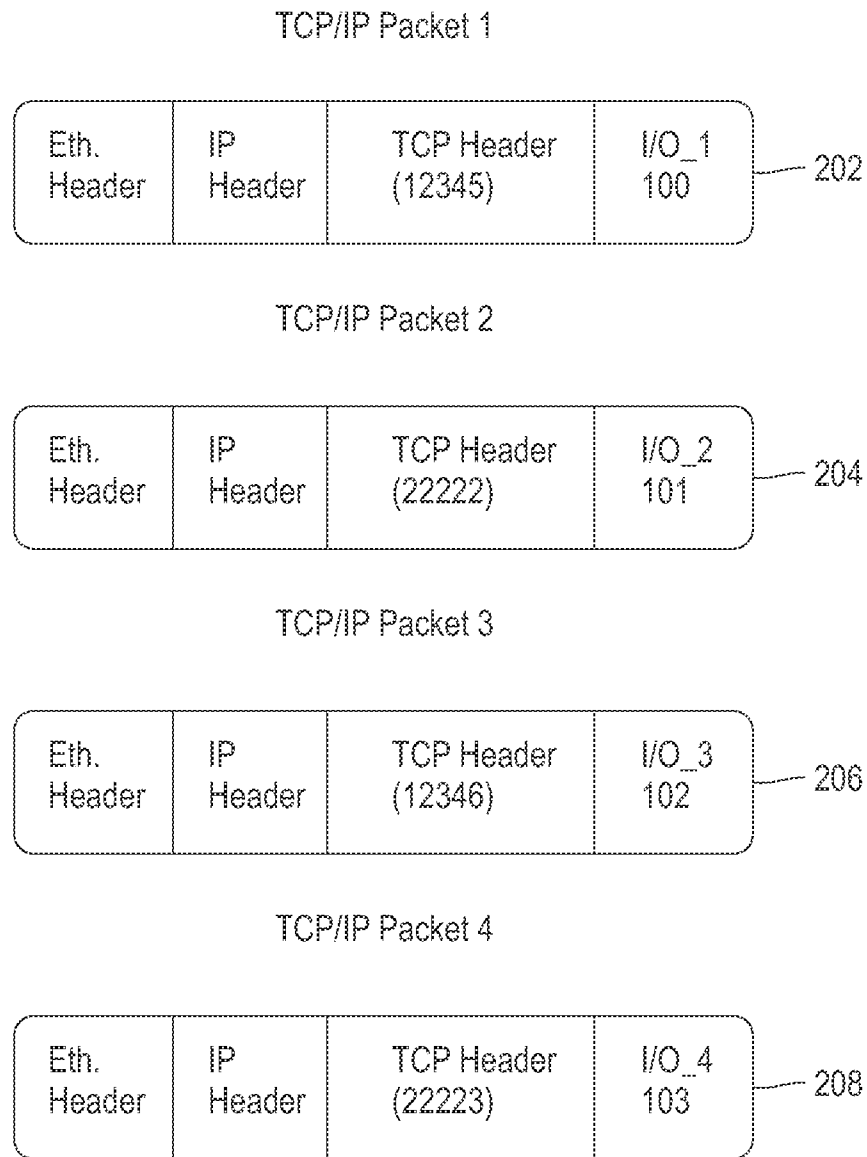 TCP/IP Packet 1
Eth. Header
IP Header
TCP Header (12345)
I/O_1 100
202
TCP/IP Packet 2
Eth. Header
IP Header
TCP Header (22222)
I/O_2 101
204
TCP/IP Packet 3
Eth. Header
IP Header
TCP Header (12346)
I/O_3 102
206
TCP/IP Packet 4
Eth. Header
IP Header
TCP Header (22223)
I/O_4 103
208